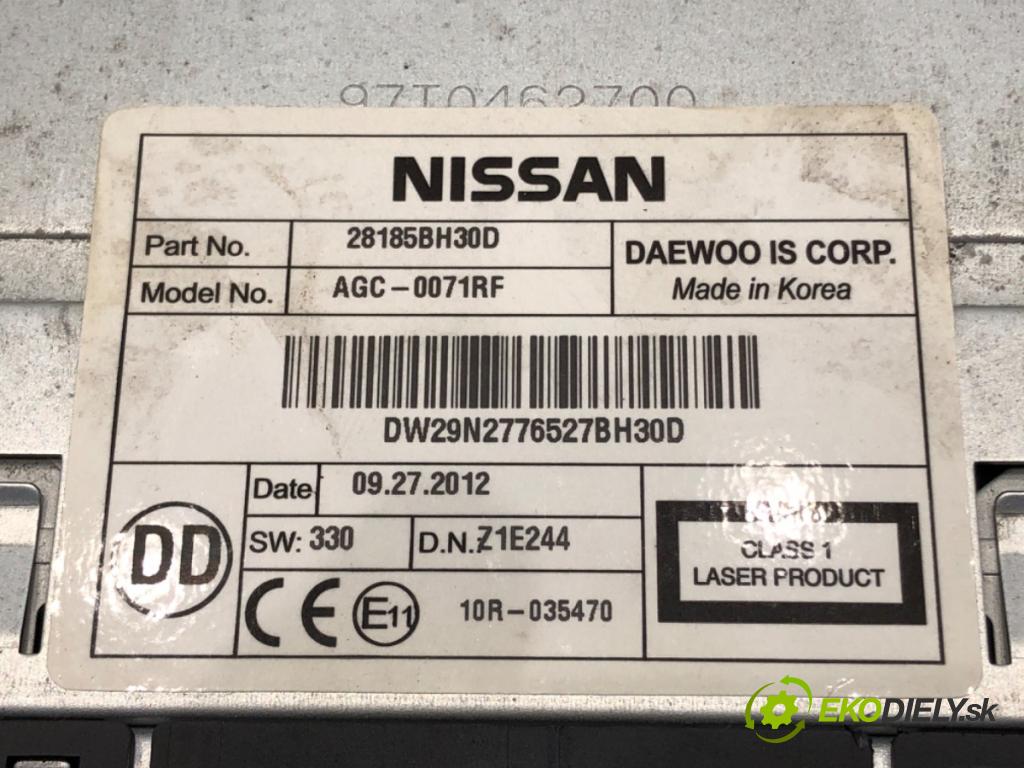 97T0462700
NISSAN
Part No. 28185BH30D
DAEWOO IS CORP.
Model No. AGC-0071RF
Made in Korea
DW29N2776527BH30D
DD
Date 09.27.2012
SW: 330 D.N.: Z1E244
CE E11 10R-035470
CLASS 1
LASER PRODUCT
EKODIELY.sk